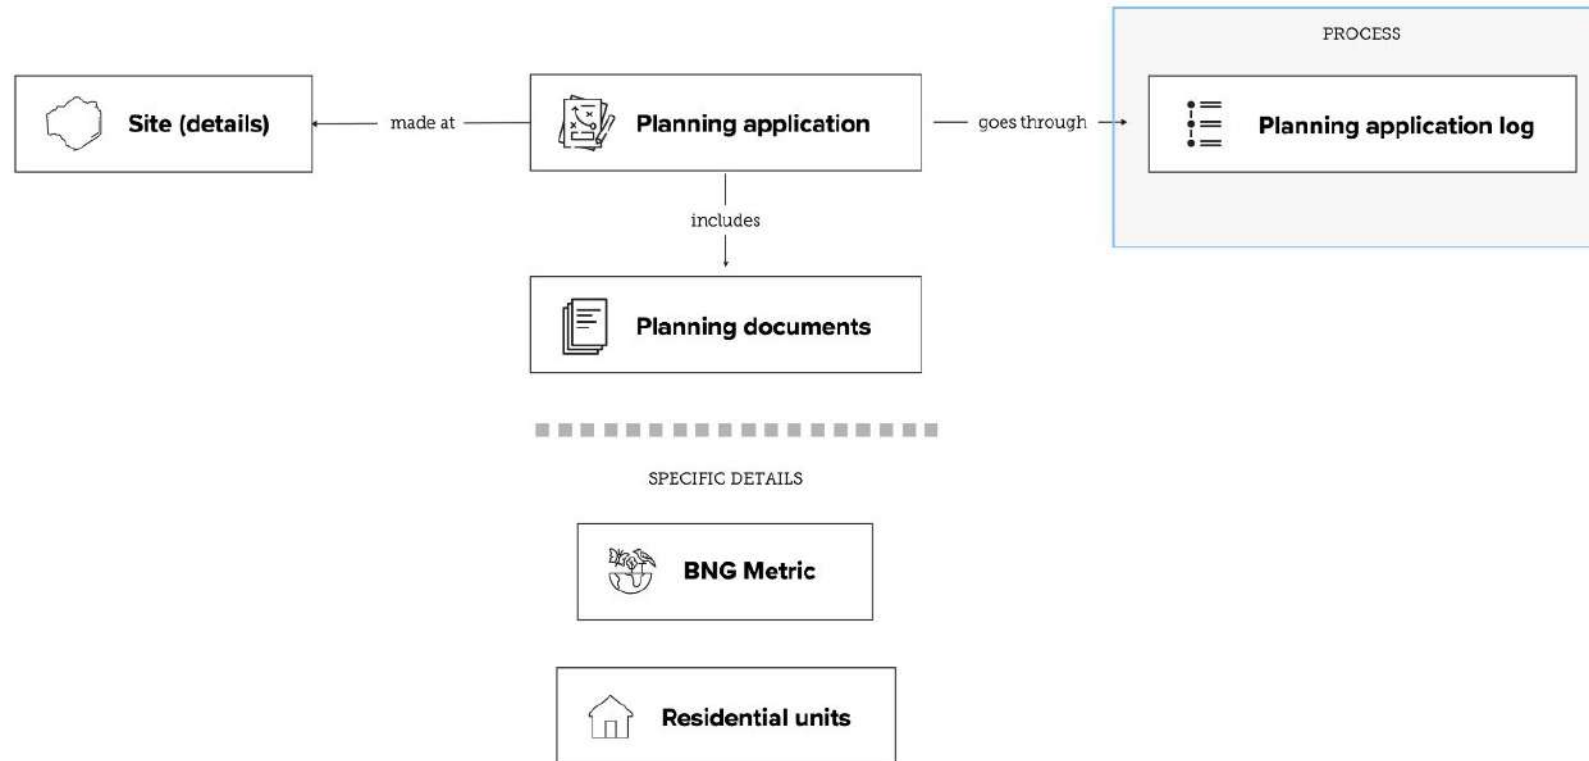 PROCESS
Site (details)
made at
Planning application
goes through
Planning application log
includes
Planning documents
SPECIFIC DETAILS
BNG Metric
Residential units